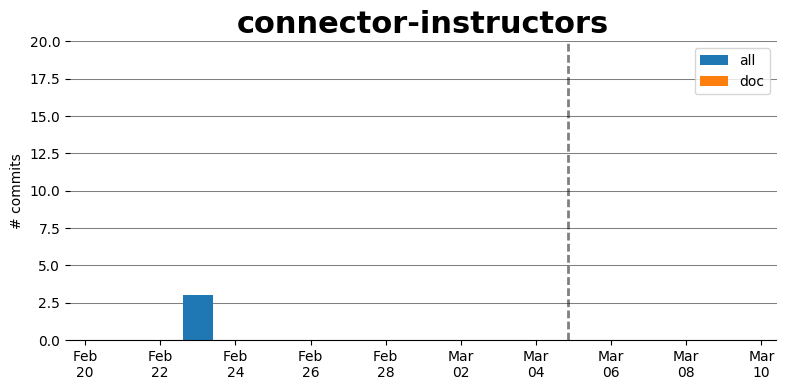 connector-instructors
20.0
17.5
15.0
12.5
10.0
7.5
5.0
2.5
0.0
# commits
all
doc
Feb 20
Feb 22
Feb 24
Feb 26
Feb 28
Mar 02
Mar 04
Mar 06
Mar 08
Mar 10